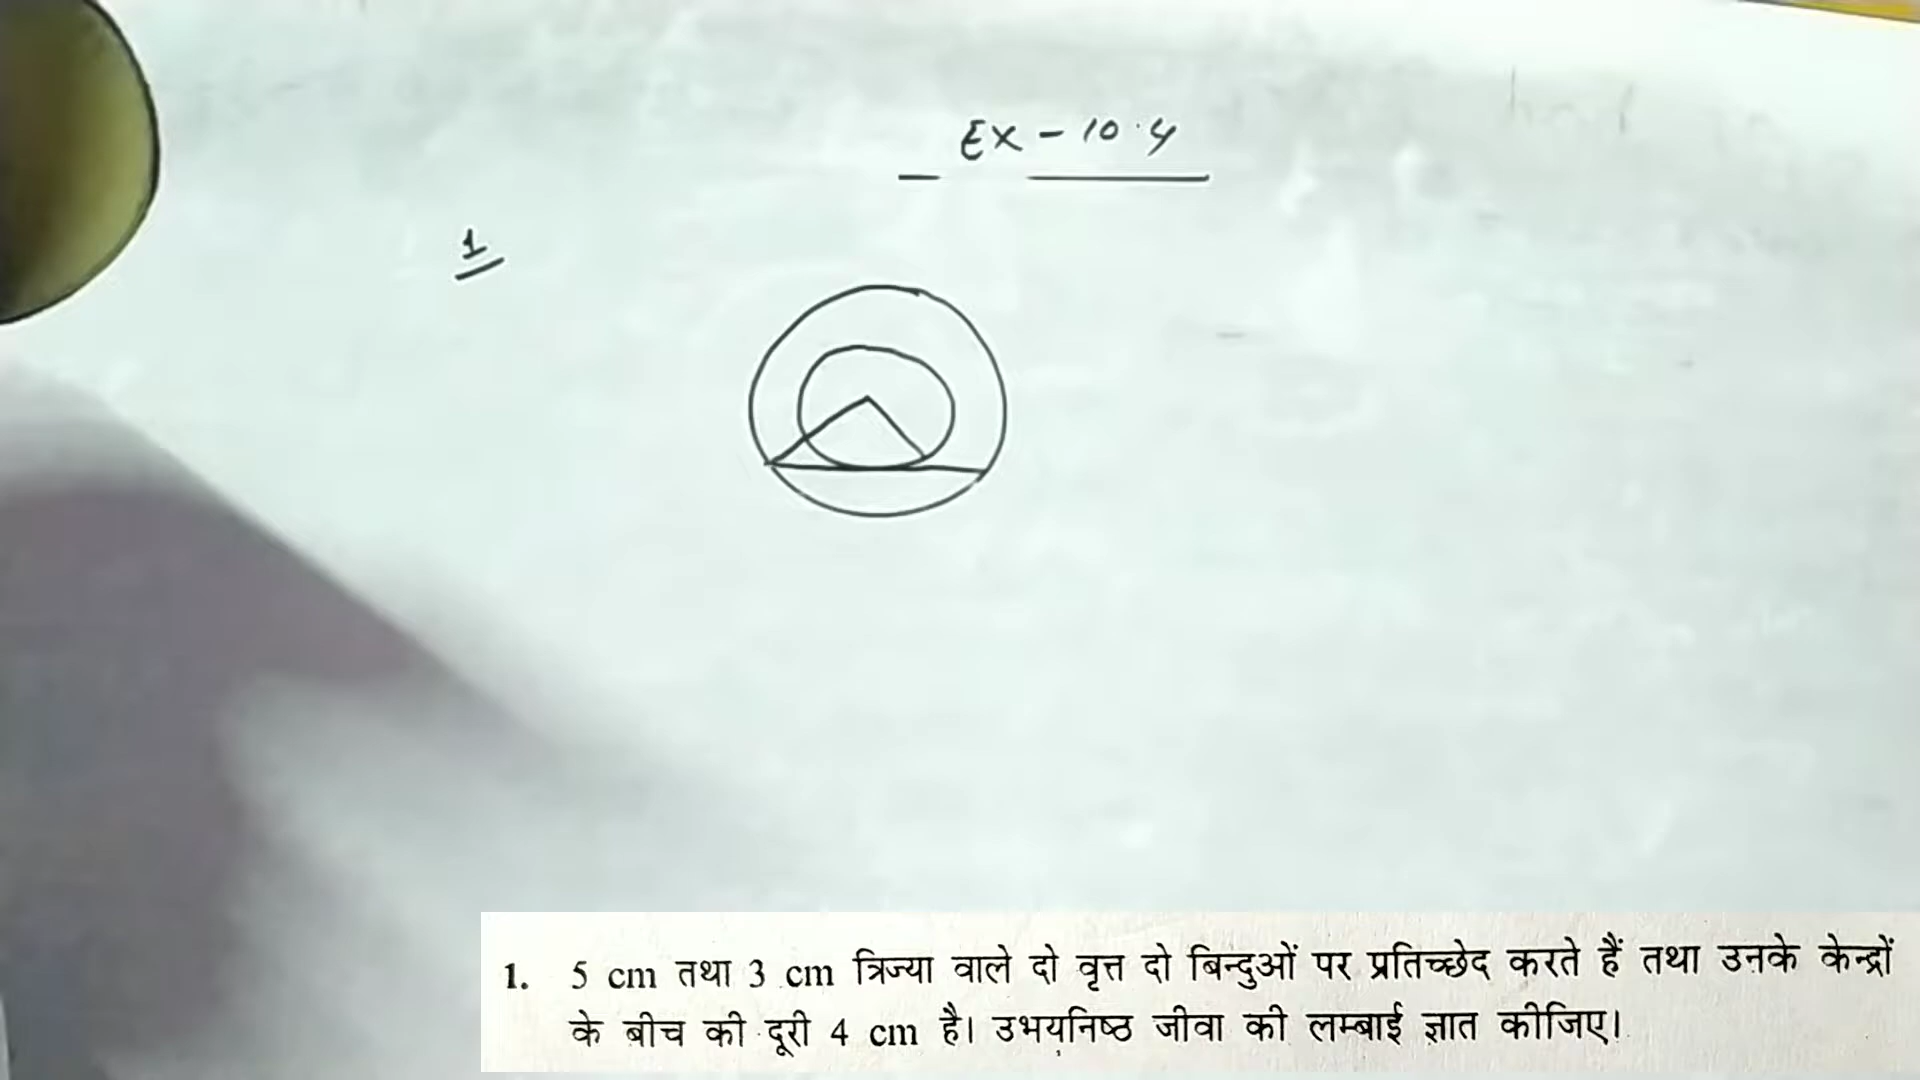 Ex - 10.4
1
1. 5 cm तथा 3 cm त्रिज्या वाले दो वृत्त दो बिन्दुओं पर प्रतिच्छेद करते हैं तथा उनके केन्द्रों
के बीच की दूरी 4 cm है। उभयनिष्ठ जीवा की लम्बाई ज्ञात कीजिए।